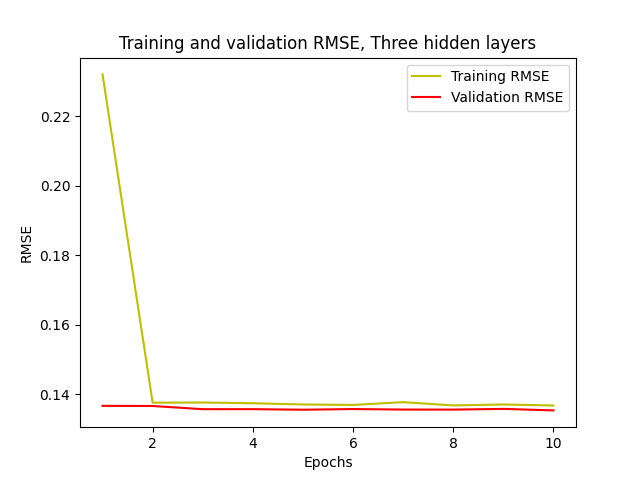 Training and validation RMSE, Three hidden layers
Training RMSE
Validation RMSE
0.22
0.20
0.18
0.16
0.14
RMSE
2
4
6
8
10
Epochs